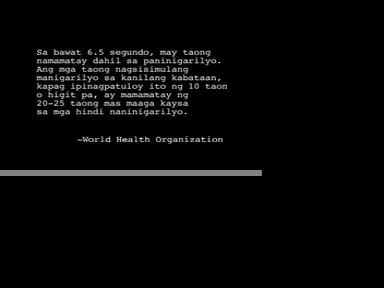 Sa bawat 6.5 segundo, may taong
namamatay dahil sa paninigarilyo.
Ang mga taong nagsisimulang
manigarilyo sa kanilang kabataan,
kapag ipinagpatuloy ito ng 10 taon
o higit pa, ay mamamatay ng
20-25 taong mas maaga kaysa
sa mga hindi naninigarilyo.
-World Health Organization